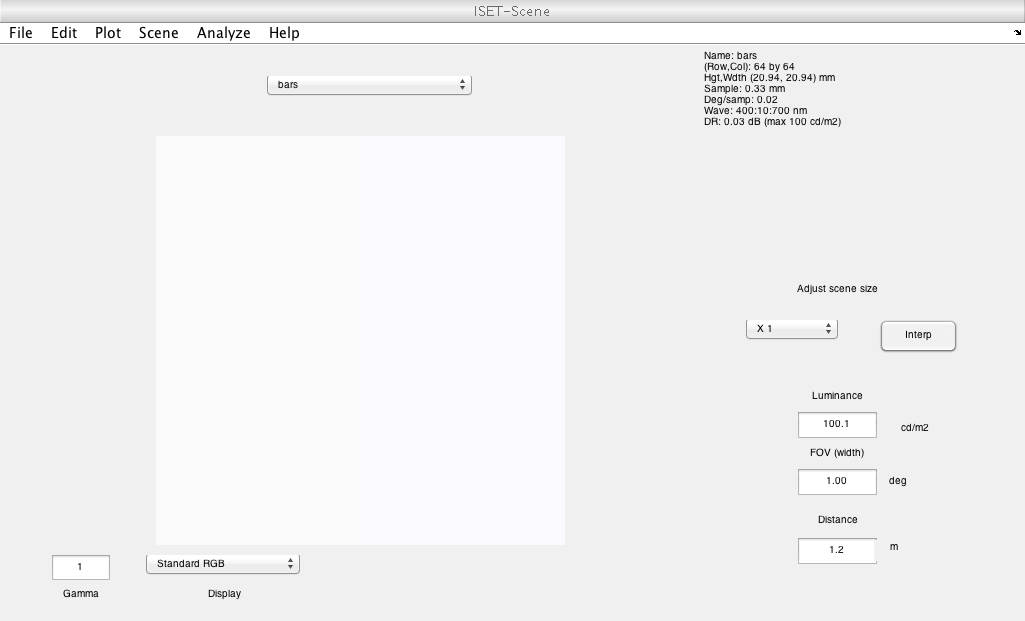 ISET-Scene
File Edit Plot Scene Analyze Help
bars
Name: bars
(Row,Col): 64 by 64
Hgt,Wdth (20.94, 20.94) mm
Sample: 0.33 mm
Deg/samp: 0.02
Wave: 400:10:700 nm
DR: 0.03 dB (max 100 cd/m2)
Adjust scene size
X 1
Interp
Luminance
100.1 cd/m2
FOV (width)
1.00 deg
Distance
1.2 m
1
Gamma
Standard RGB
Display